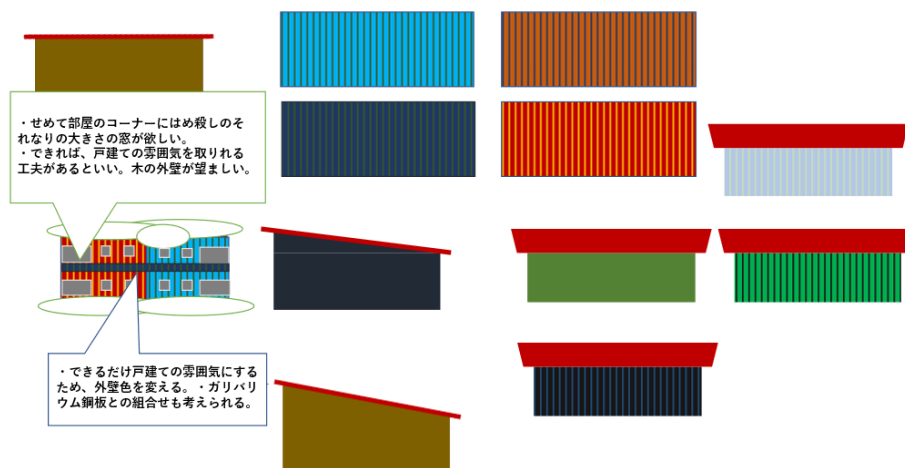 ・せめて部屋のコーナーにはめ殺しのそ
れなりの大きさの窓が欲しい。
・できれば、戸建ての雰囲気を取りれる
工夫があるといい。木の外壁が望ましい。
・できるだけ戸建ての雰囲気にする
ため、外壁色を変える。・ガリバリ
ウム鋼板との組合せも考えられる。